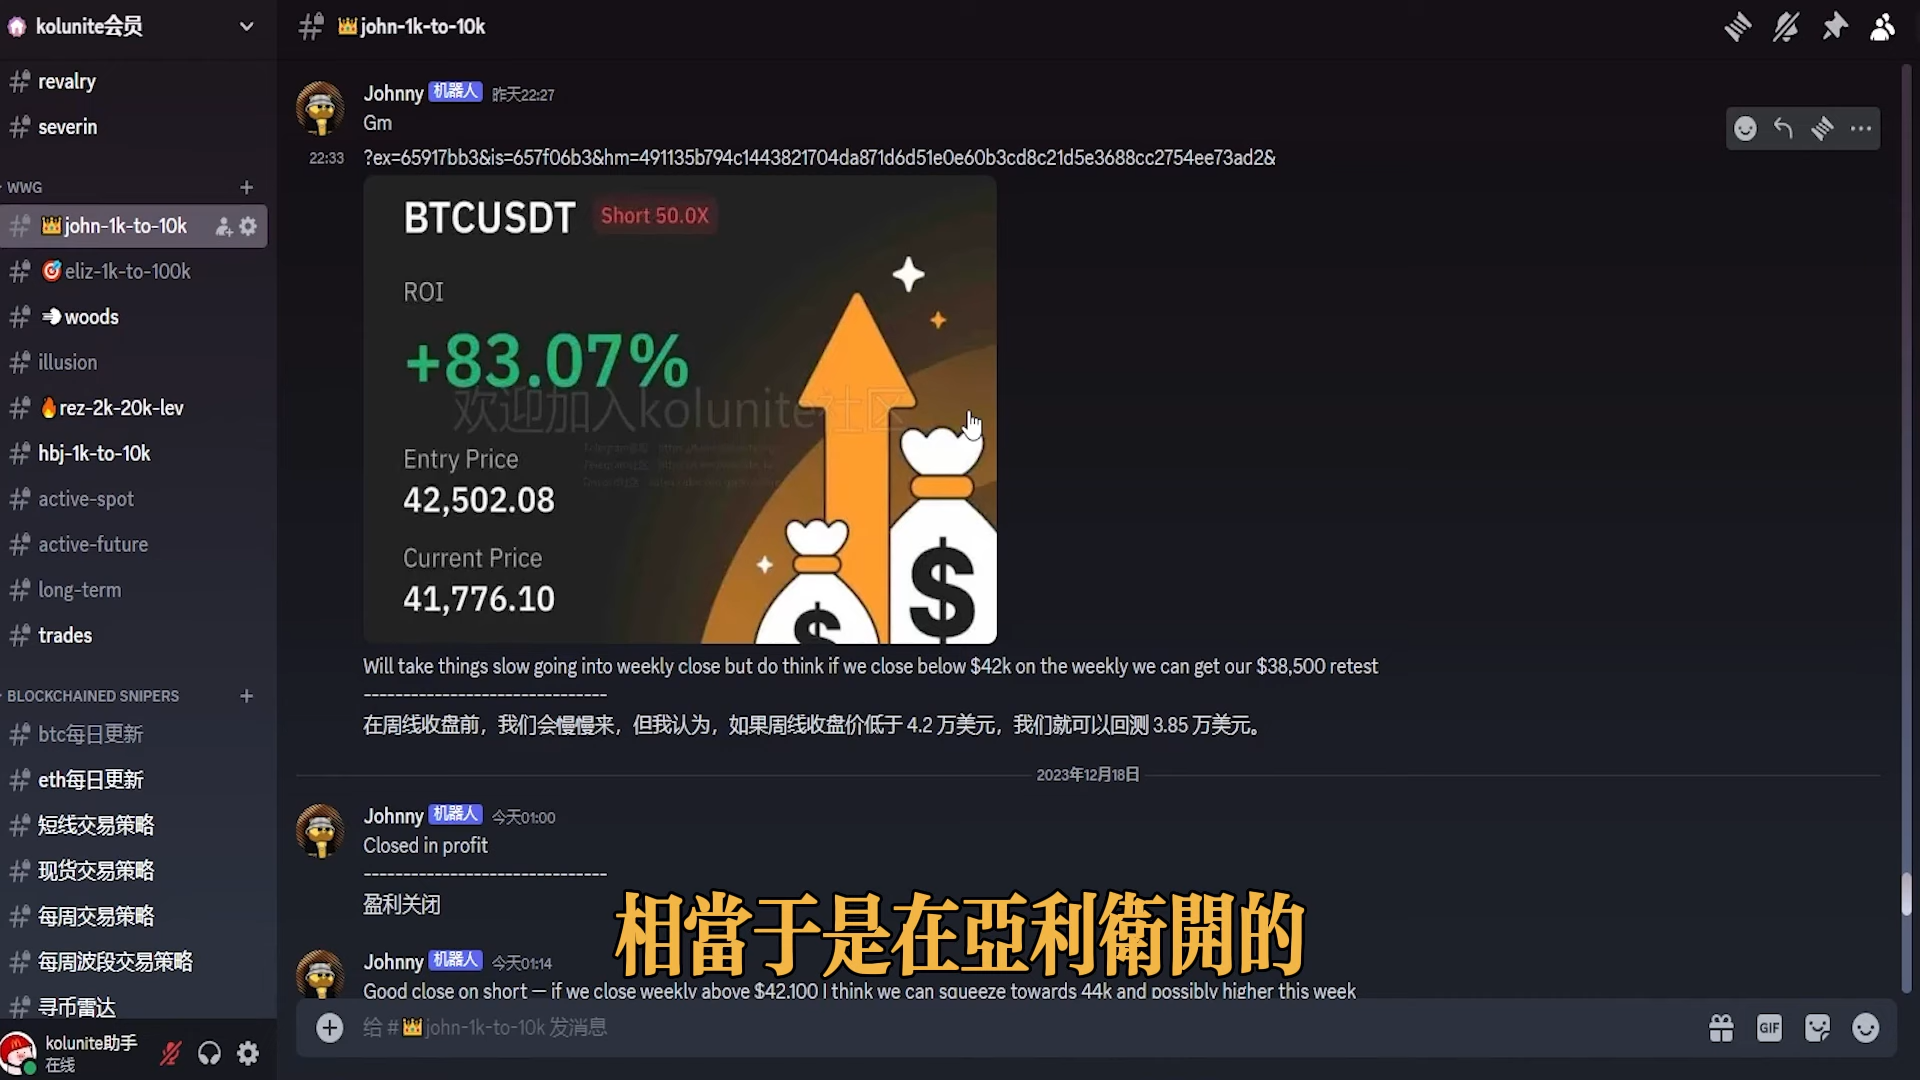 kolunite会员
revalry
severin
WWG
john-1k-to-10k
eliz-1k-to-100k
woods
illusion
rez-2k-20k-lev
hbj-1k-to-10k
active-spot
active-future
long-term
trades
BLOCKCHAINED SNIPERS
btc每日更新
eth每日更新
短线交易策略
现货交易策略
每周交易策略
每周波段交易策略
寻币雷达
kolunite助手
在线
john-1k-to-10k
Johnny 机器人 昨天22:27
Gm
22:33 ?ex=65917bb3&is=657f06b3&hm=491135b794c1443821704da871d6d51e0e60b3cd8c21d5e3688cc2754ee73ad2&
BTCUSDT Short 50.0X
ROI
+83.07%
欢迎加入kolunite社区
Entry Price
42,502.08
Current Price
41,776.10
Will take things slow going into weekly close but do think if we close below $42k on the weekly we can get our $38,500 retest
-------------------------------
在周线收盘前，我们会慢慢来，但我认为，如果周线收盘价低于 4.2 万美元，我们就可以回测 3.85 万美元。
2023年12月18日
Johnny 机器人 今天01:00
Closed in profit
-------------------------------
盈利关闭
Johnny 机器人 今天01:14
Good close on short — if we close weekly above $42,100 I think we can squeeze towards 44k and possibly higher this week
相當于是在亞利衛開的
给 #john-1k-to-10k 发消息
GIF